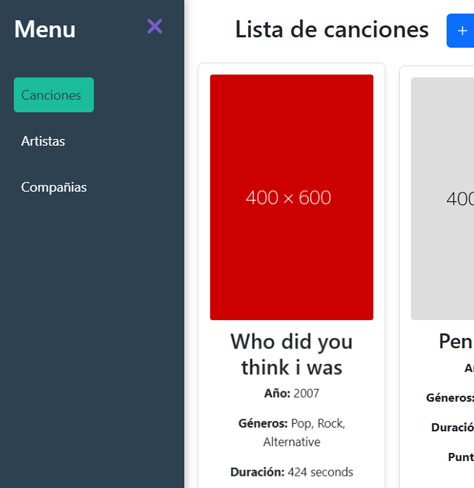 Menu
Canciones
Artistas
Compañias
Lista de canciones
+
400 × 600
Who did you
think i was
Año: 2007
Géneros: Pop, Rock,
Alternative
Duración: 424 seconds
400
Pen
A
Géneros:
Duració
Punt